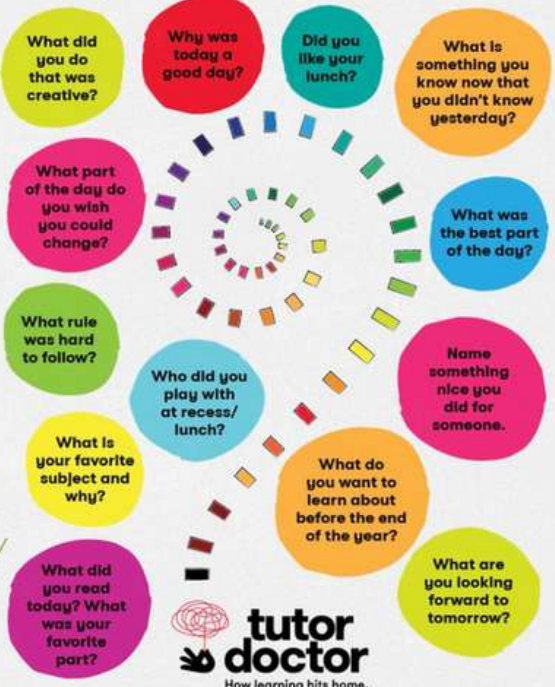 What did
you do
that was
creative?
Why was
today a
good day?
Did you
like your
lunch?
What is
something you
know now that
you didn't know
yesterday?
What part
of the day do
you wish
you could
change?
What was
the best part
of the day?
What rule
was hard
to follow?
Who did you
play with
at recess/
lunch?
Name
something
nice you
did for
someone.
What is
your favorite
subject and
why?
What do
you want to
learn about
before the end
of the year?
What did
you read
today? What
was your
favorite
part?
What are
you looking
forward to
tomorrow?
tutor
doctor
How learning hits home.